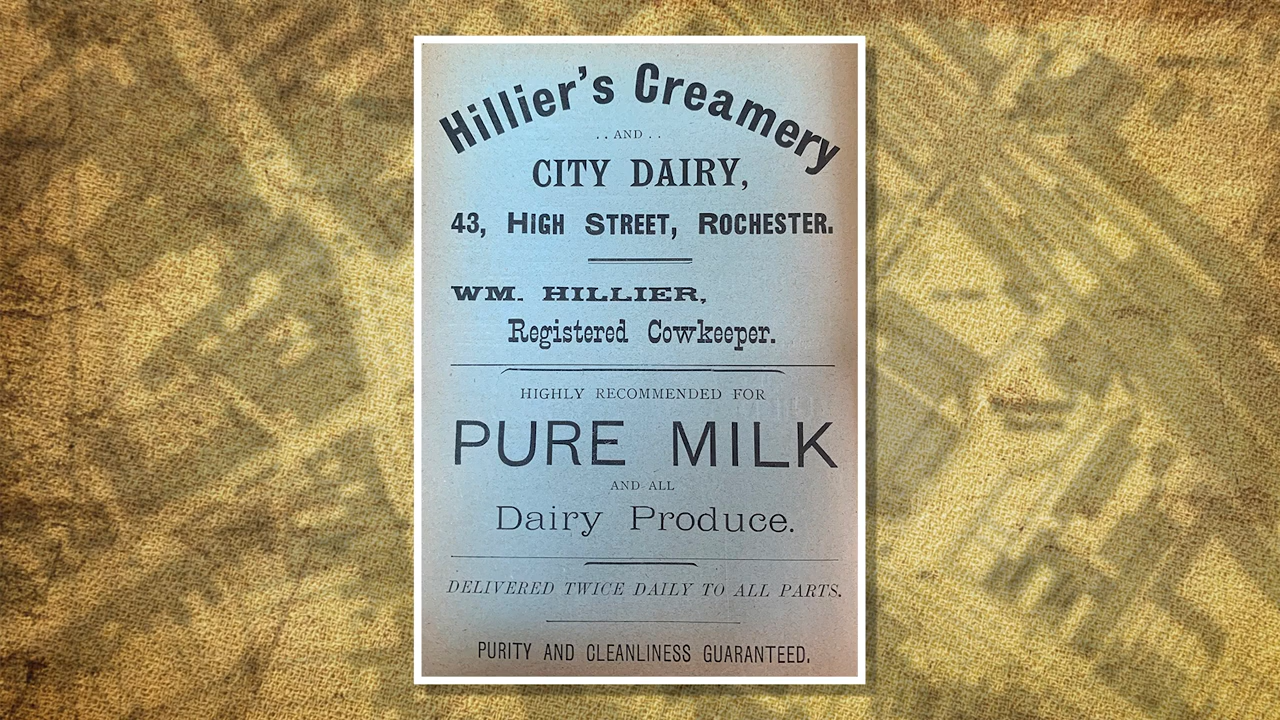 Hillier's Creamery
. . AND . .
CITY DAIRY,
43, HIGH STREET, ROCHESTER.
WM. HILLIER,
Registered Cowkeeper.
HIGHLY RECOMMENDED FOR
PURE MILK
AND ALL
Dairy Produce.
DELIVERED TWICE DAILY TO ALL PARTS.
PURITY AND CLEANLINESS GUARANTEED.